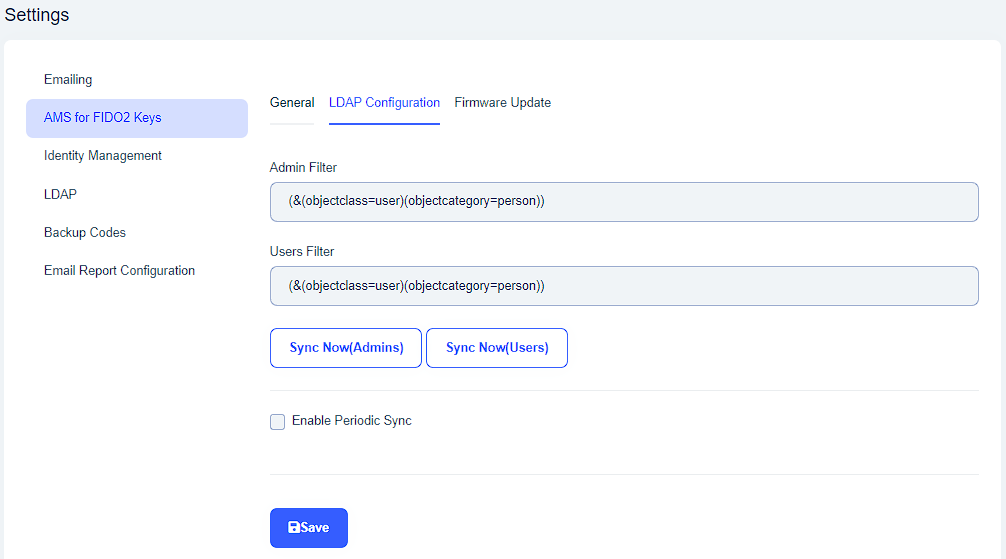 Settings
Emailing
AMS for FIDO2 Keys
Identity Management
LDAP
Backup Codes
Email Report Configuration
General LDAP Configuration Firmware Update
Admin Filter
(&(objectclass=user)(objectcategory=person))
Users Filter
(&(objectclass=user)(objectcategory=person))
Sync Now(Admins) Sync Now(Users)
Enable Periodic Sync
Save